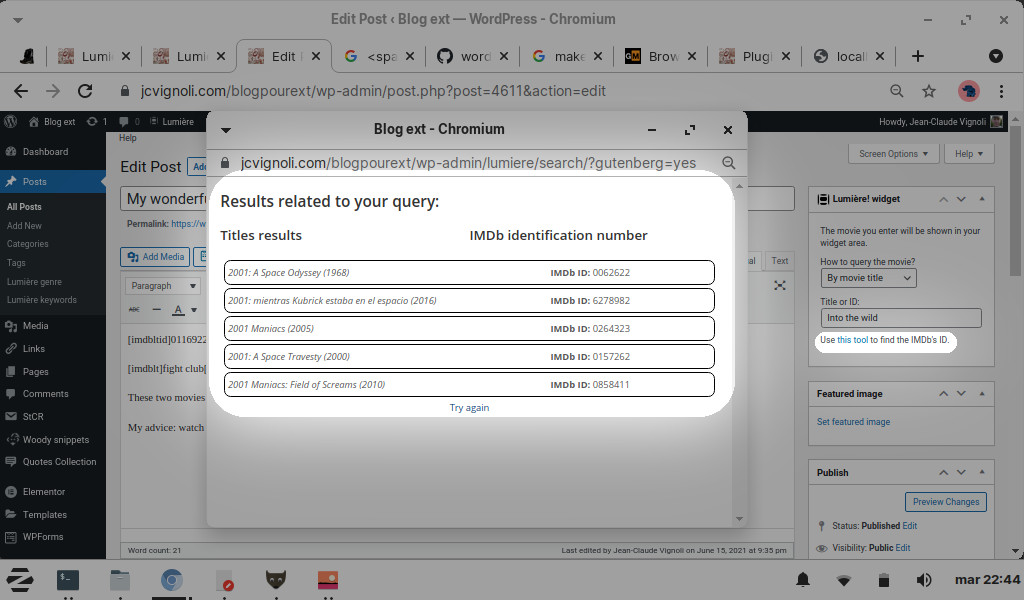 Edit Post ‹ Blog ext — WordPress - Chromium
Lumi
Lumi
Edit
<spa
word
make
Brow
Plug
local
jcvignoli.com/blogpourext/wp-admin/post.php?post=4611&action=edit
Blog ext
1
0
Lumière
Howdy, Jean-Claude Vignoli
Dashboard
Posts
All Posts
Add New
Categories
Tags
Lumière genre
Lumière keywords
Media
Links
Pages
Comments
StCR
Woody snippets
Quotes Collection
Elementor
Templates
WPForms
Help
Screen Options
Help
Edit Post
Add
My wonderfu
Permalink: https://w
Add Media
al
Text
Paragraph
ABC
A
[imdbltid]0116922
[imdblt]fight club[
These two movies
My advice: watch
Word count: 21
Last edited by Jean-Claude Vignoli on June 15, 2021 at 9:35 pm
Blog ext - Chromium
jcvignoli.com/blogpourext/wp-admin/lumiere/search/?gutenberg=yes
Results related to your query:
Titles results IMDb identification number
2001: A Space Odyssey (1968) IMDb ID: 0062622
2001: mientras Kubrick estaba en el espacio (2016) IMDb ID: 6278982
2001 Maniacs (2005) IMDb ID: 0264323
2001: A Space Travesty (2000) IMDb ID: 0157262
2001 Maniacs: Field of Screams (2010) IMDb ID: 0858411
Try again
Lumière! widget
The movie you enter will be shown in your
widget area.
How to query the movie?
By movie title
Title or ID:
Into the wild
Use this tool to find the IMDb's ID.
Featured image
Set featured image
Publish
Preview Changes
Status: Published Edit
Visibility: Public Edit
mar 22:44